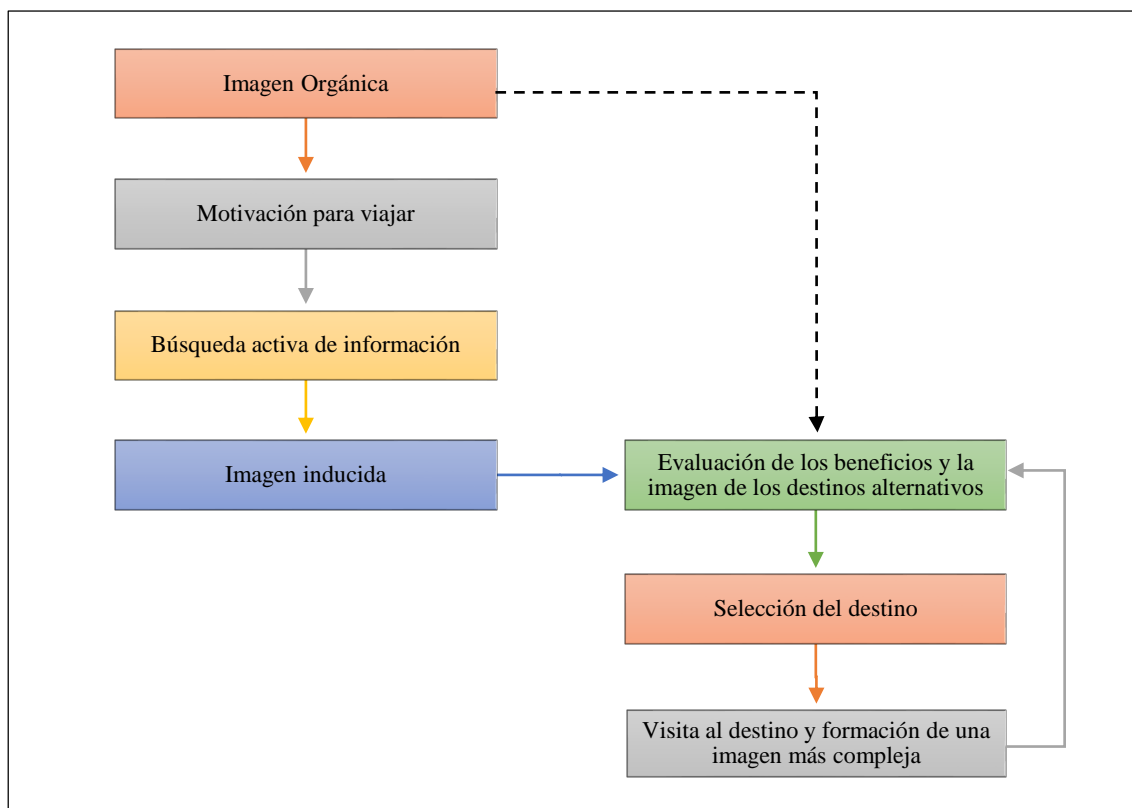 Imagen Orgánica
Motivación para viajar
Búsqueda activa de información
Imagen inducida
Evaluación de los beneficios y la
imagen de los destinos alternativos
Selección del destino
Visita al destino y formación de una
imagen más compleja